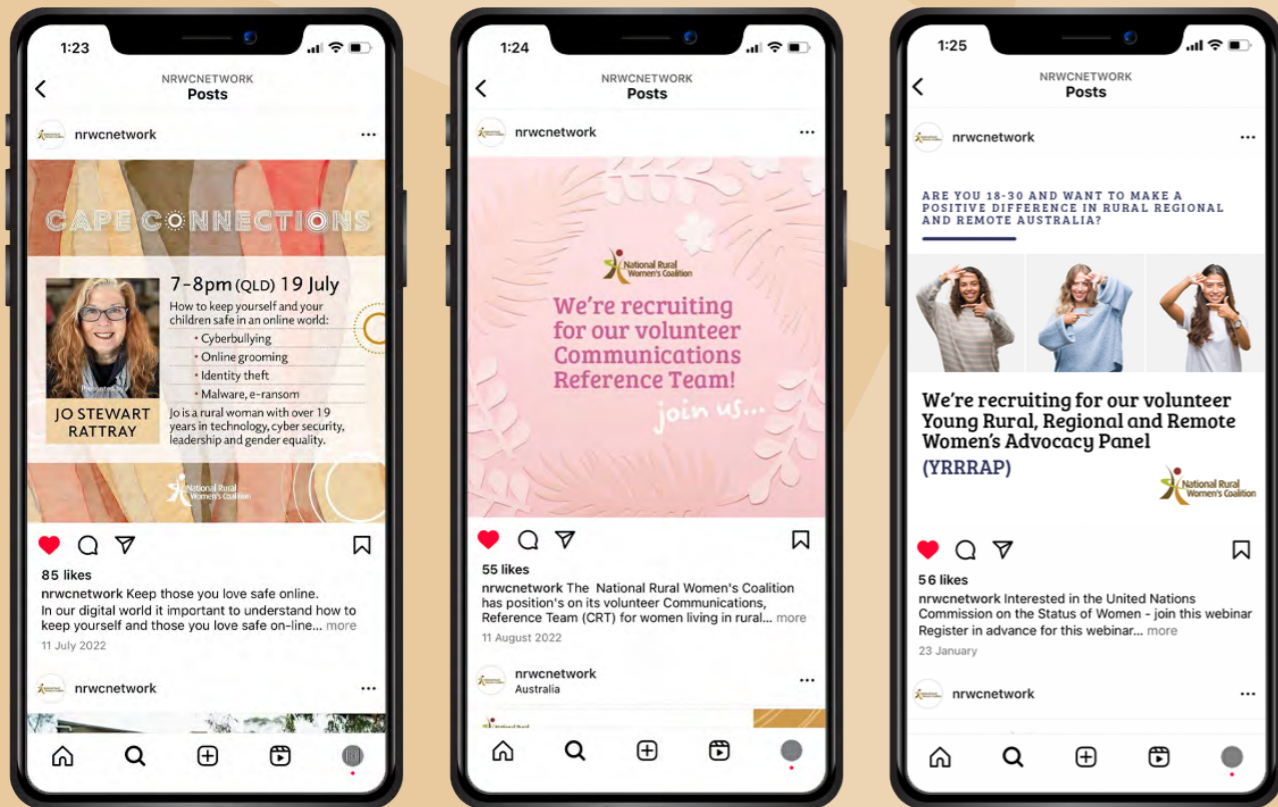 1:23
NRWCNETWORK
Posts
nrwcnetwork
CAPE CONNECTIONS
7-8pm (QLD) 19 July
How to keep yourself and your
children safe in an online world:
• Cyberbullying
• Online grooming
• Identity theft
• Malware, e-ransom
Presented by
JO STEWART
RATTRAY
Jo is a rural woman with over 19
years in technology, cyber security,
leadership and gender equality.
National Rural
Women's Coalition
85 likes
nrwcnetwork Keep those you love safe online.
In our digital world it important to understand how to
keep yourself and those you love safe on-line... more
11 July 2022
nrwcnetwork
1:24
NRWCNETWORK
Posts
nrwcnetwork
National Rural
Women's Coalition
We're recruiting
for our volunteer
Communications
Reference Team!
join us...
55 likes
nrwcnetwork The National Rural Women's Coalition
has position's on its volunteer Communications,
Reference Team (CRT) for women living in rural... more
11 August 2022
nrwcnetwork
Australia
National Rural
1:25
NRWCNETWORK
Posts
nrwcnetwork
ARE YOU 18-30 AND WANT TO MAKE A
POSITIVE DIFFERENCE IN RURAL REGIONAL
AND REMOTE AUSTRALIA?
We're recruiting for our volunteer
Young Rural, Regional and Remote
Women's Advocacy Panel
(YRRRAP)
National Rural
Women's Coalition
56 likes
nrwcnetwork Interested in the United Nations
Commission on the Status of Women - join this webinar
Register in advance for this webinar... more
23 January
nrwcnetwork